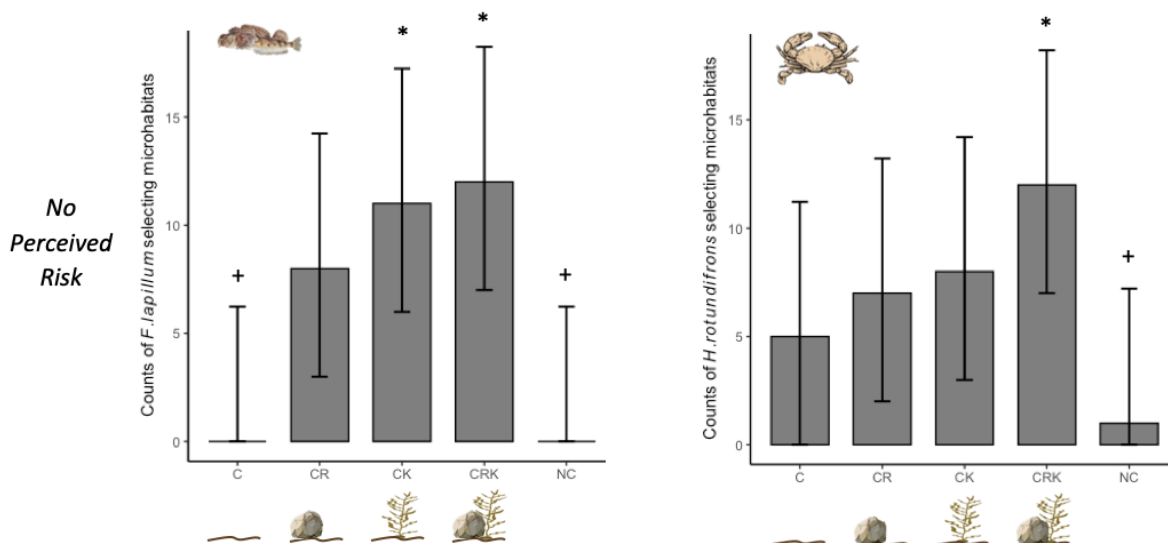 No
Perceived
Risk
Counts of F.lapillum selecting microhabitats
15
10
5
0
+
*
*
+
C
CR
CK
CRK
NC
Counts of H.rotundifrons selecting microhabitats
15
10
5
0
*
+
C
CR
CK
CRK
NC